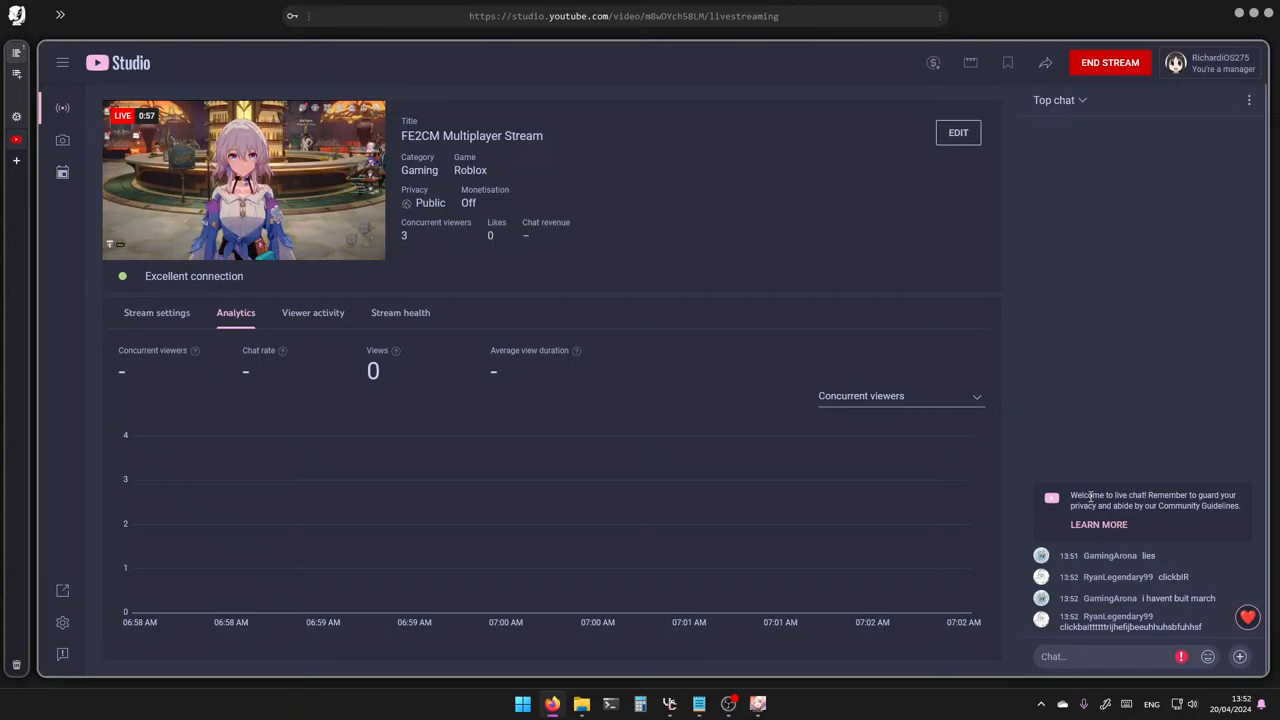 https://studio.youtube.com/video/m8wDYch58LM/livestreaming
Studio
END STREAM
RichardiOS275
You're a manager
LIVE 0:57
Title
FE2CM Multiplayer Stream
EDIT
Category Game
Gaming Roblox
Privacy Monetisation
Public Off
Concurrent viewers Likes Chat revenue
3 0 –
Excellent connection
Top chat
Stream settings Analytics Viewer activity Stream health
Concurrent viewers Chat rate Views Average view duration
- - 0 -
Concurrent viewers
4
3
2
1
0
06:58 AM 06:58 AM 06:59 AM 06:59 AM 07:00 AM 07:00 AM 07:01 AM 07:01 AM 07:02 AM 07:02 AM
Welcome to live chat! Remember to guard your
privacy and abide by our Community Guidelines.
LEARN MORE
13:51 GamingArona lies
13:52 RyanLegendary99 clickbIR
13:52 GamingArona i havent buit march
13:52 RyanLegendary99
clickbaittttttrijhefijbeeuhhuhsbfuhhsf
Chat...
ENG
13:52
20/04/2024